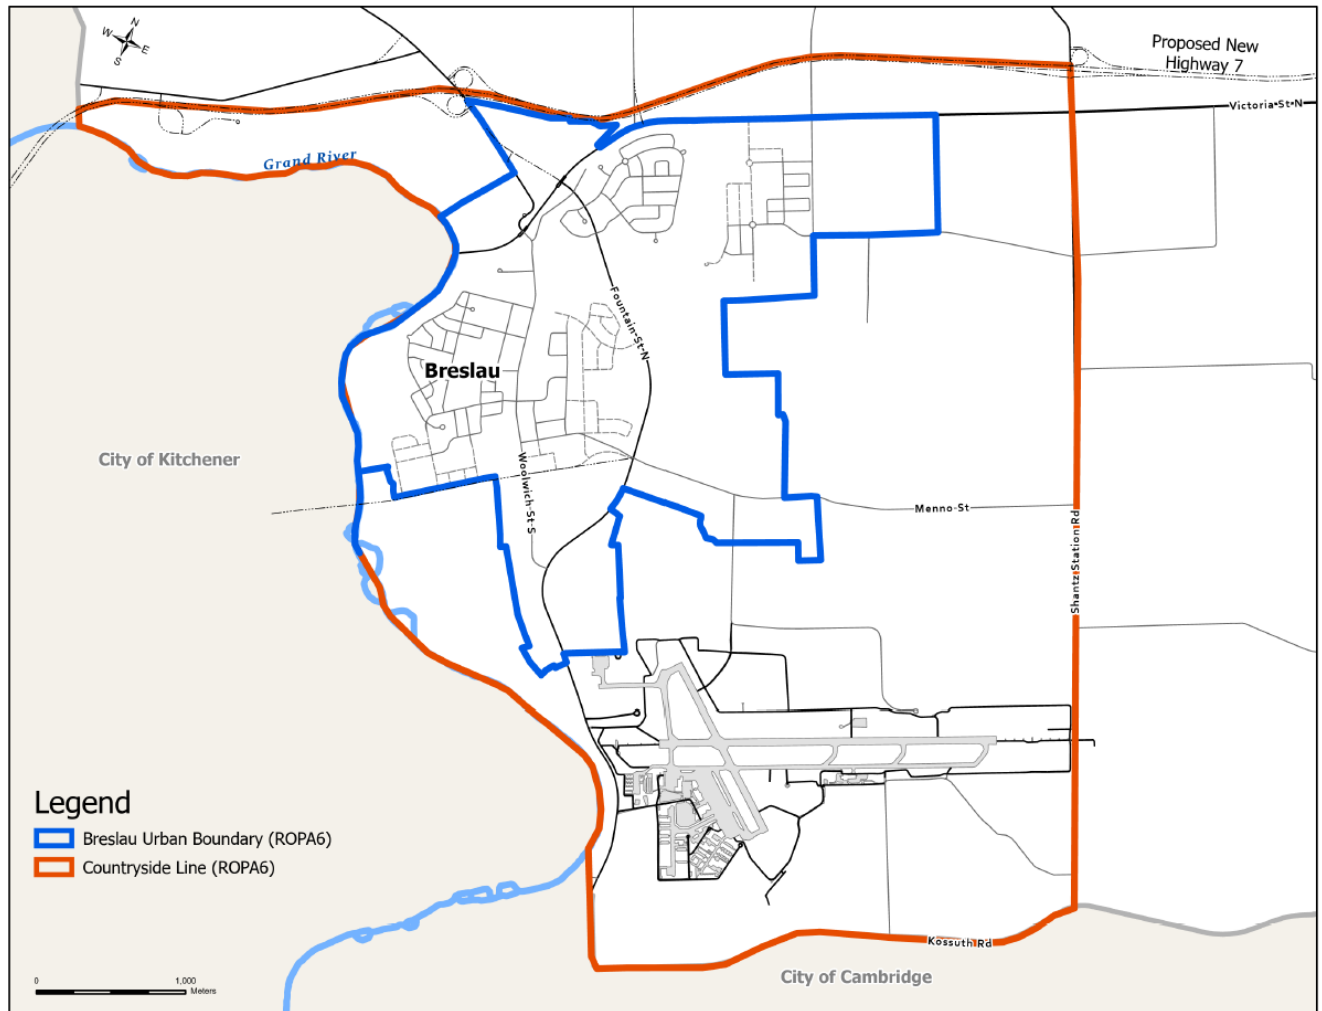 N
W
E
S
Proposed New
Highway 7
Victoria St N
Grand River
Fountain St N
Breslau
City of Kitchener
Woolwich St S
Menno St
Shantz Station Rd
Legend
Breslau Urban Boundary (ROPA6)
Countryside Line (ROPA6)
Kossuth Rd
City of Cambridge
0 1,000
Meters